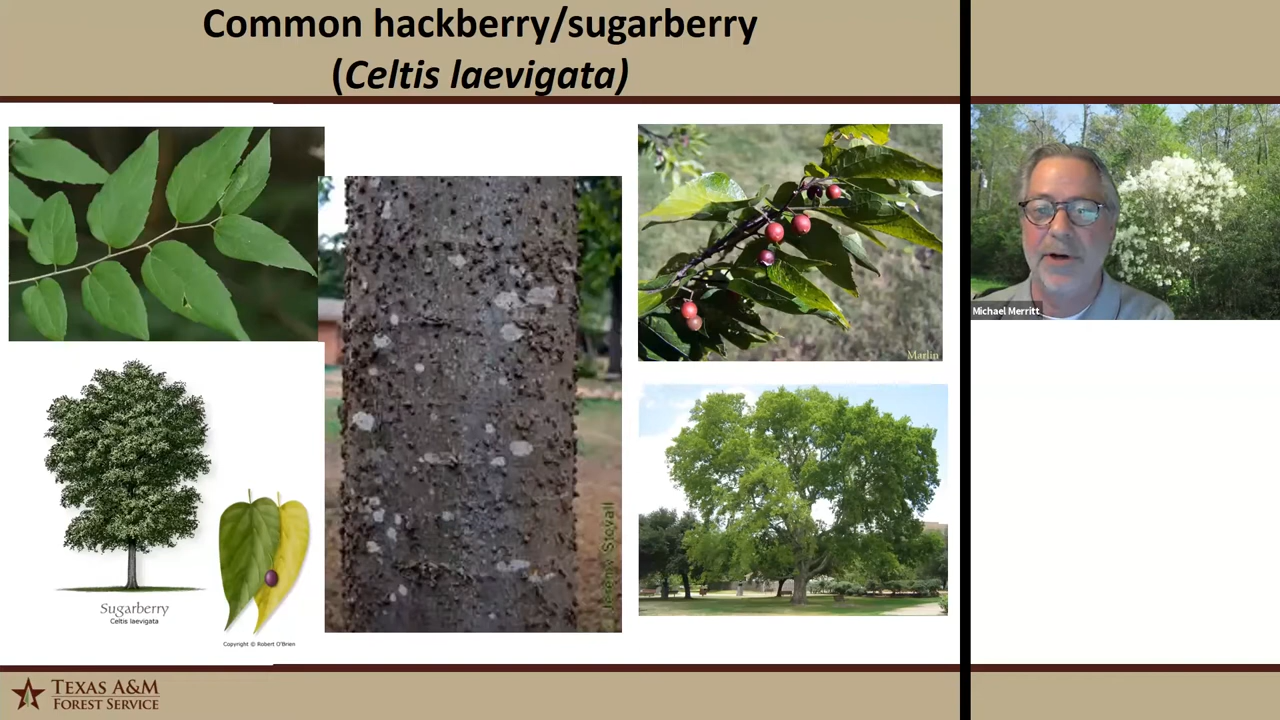 Common hackberry/sugarberry
(Celtis laevigata)
Marlin
Michael Merritt
Sugarberry
Celtis laevigata
Copyright © Robert O'Brien
TEXAS A&M
FOREST SERVICE